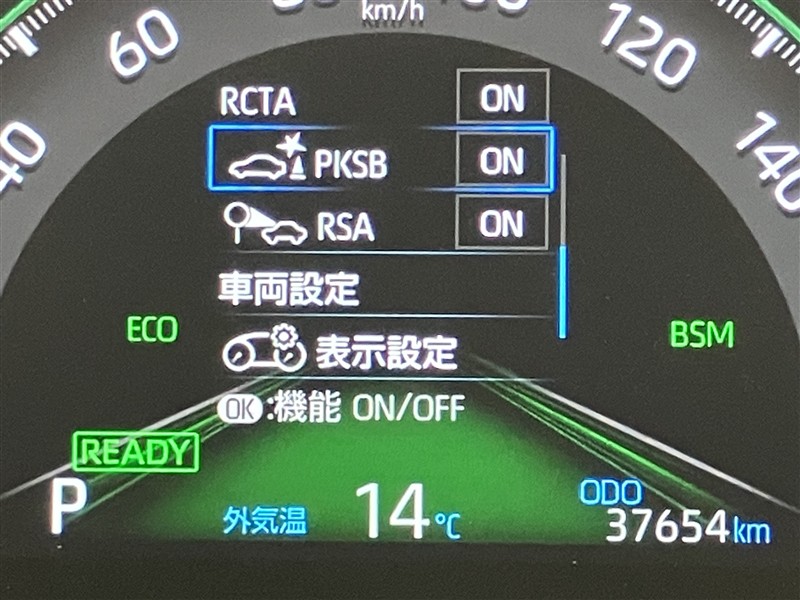 km/h
60
120
140
RCTA ON
PKSB ON
RSA ON
車両設定
ECO
BSM
表示設定
OK:機能 ON/OFF
READY
P
外気温 14℃
ODO
37654km